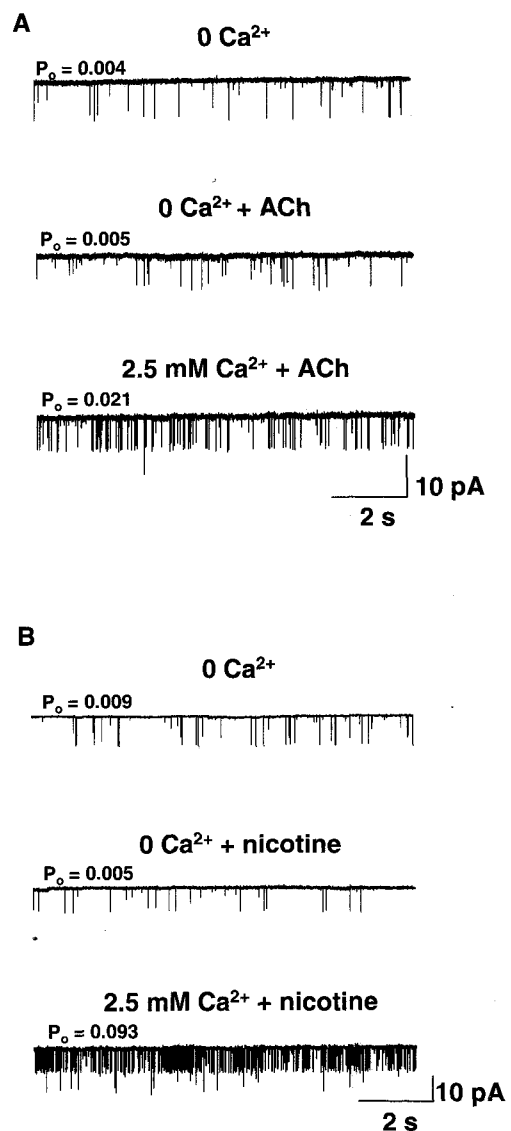 A
0 Ca²⁺
Pₒ = 0.004
0 Ca²⁺ + ACh
Pₒ = 0.005
2.5 mM Ca²⁺ + ACh
Pₒ = 0.021
10 pA
2 s
B
0 Ca²⁺
Pₒ = 0.009
0 Ca²⁺ + nicotine
Pₒ = 0.005
2.5 mM Ca²⁺ + nicotine
Pₒ = 0.093
10 pA
2 s